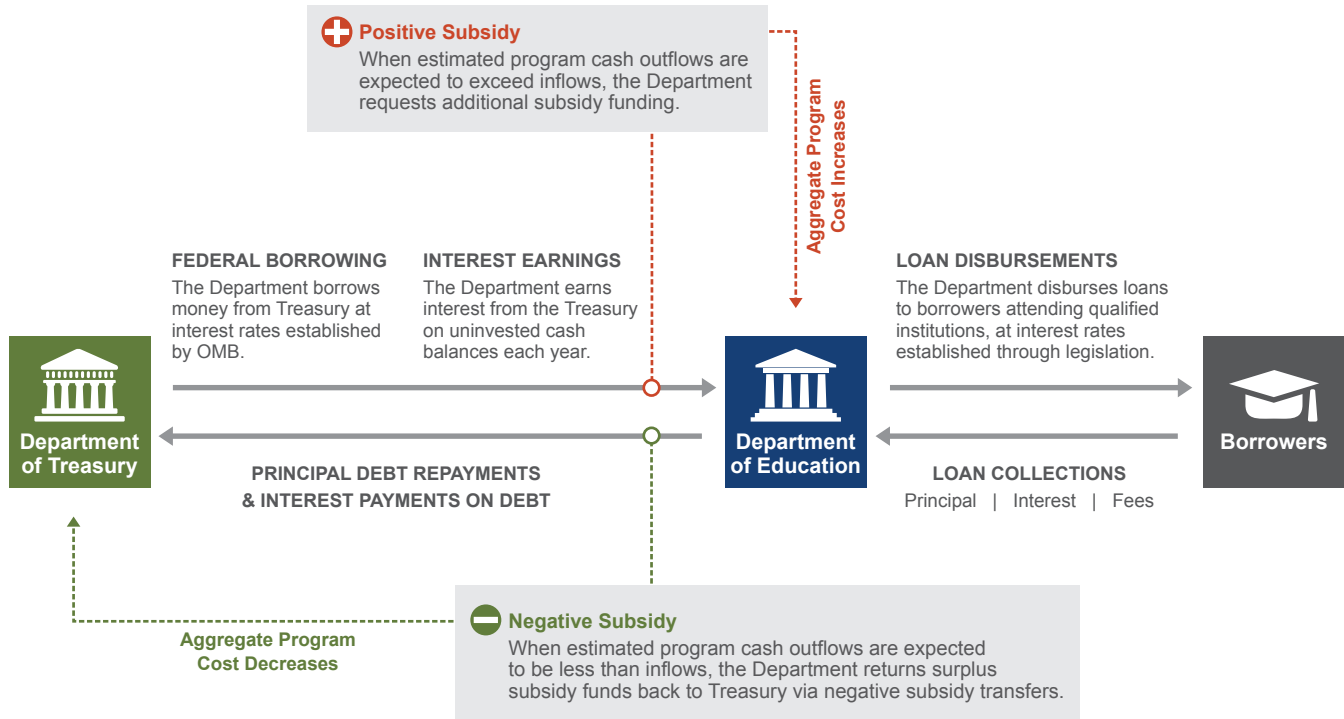 Positive Subsidy
When estimated program cash outflows are
expected to exceed inflows, the Department
requests additional subsidy funding.
Aggregate Program
Cost Increases
FEDERAL BORROWING
The Department borrows
money from Treasury at
interest rates established
by OMB.
INTEREST EARNINGS
The Department earns
interest from the Treasury
on uninvested cash
balances each year.
LOAN DISBURSEMENTS
The Department disburses loans
to borrowers attending qualified
institutions, at interest rates
established through legislation.
Department
of Treasury
Department
of Education
Borrowers
PRINCIPAL DEBT REPAYMENTS
& INTEREST PAYMENTS ON DEBT
LOAN COLLECTIONS
Principal | Interest | Fees
Aggregate Program
Cost Decreases
Negative Subsidy
When estimated program cash outflows are expected
to be less than inflows, the Department returns surplus
subsidy funds back to Treasury via negative subsidy transfers.